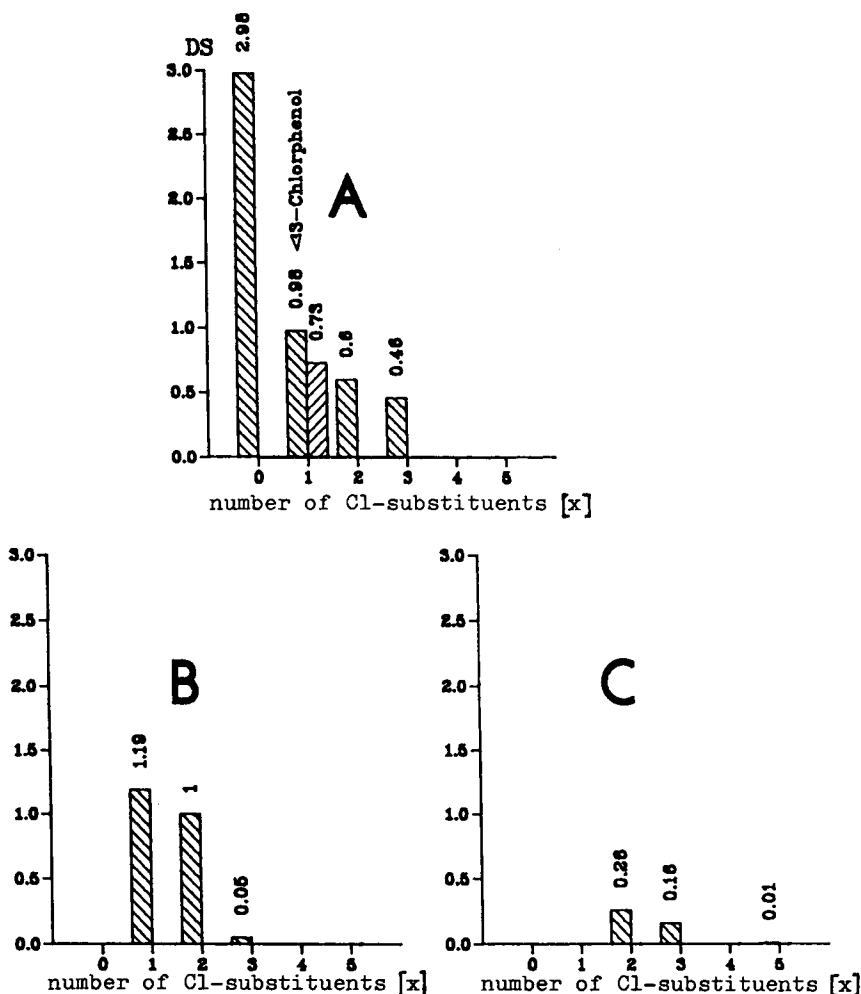 DS
2.98
3.0
2.5
2.0
1.5
1.0
0.5
0.0
<13-Chlorphenol
A
0.98
0.73
0.6
0.46
0 1 2 3 4 5
number of Cl-substituents [x]
3.0
2.5
2.0
1.5
1.0
0.5
0.0
B
1.19
1
0.05
0 1 2 3 4 5
number of Cl-substituents [x]
3.0
2.5
2.0
1.5
1.0
0.5
0.0
C
0.26
0.16
0.01
0 1 2 3 4 5
number of Cl-substituents [x]